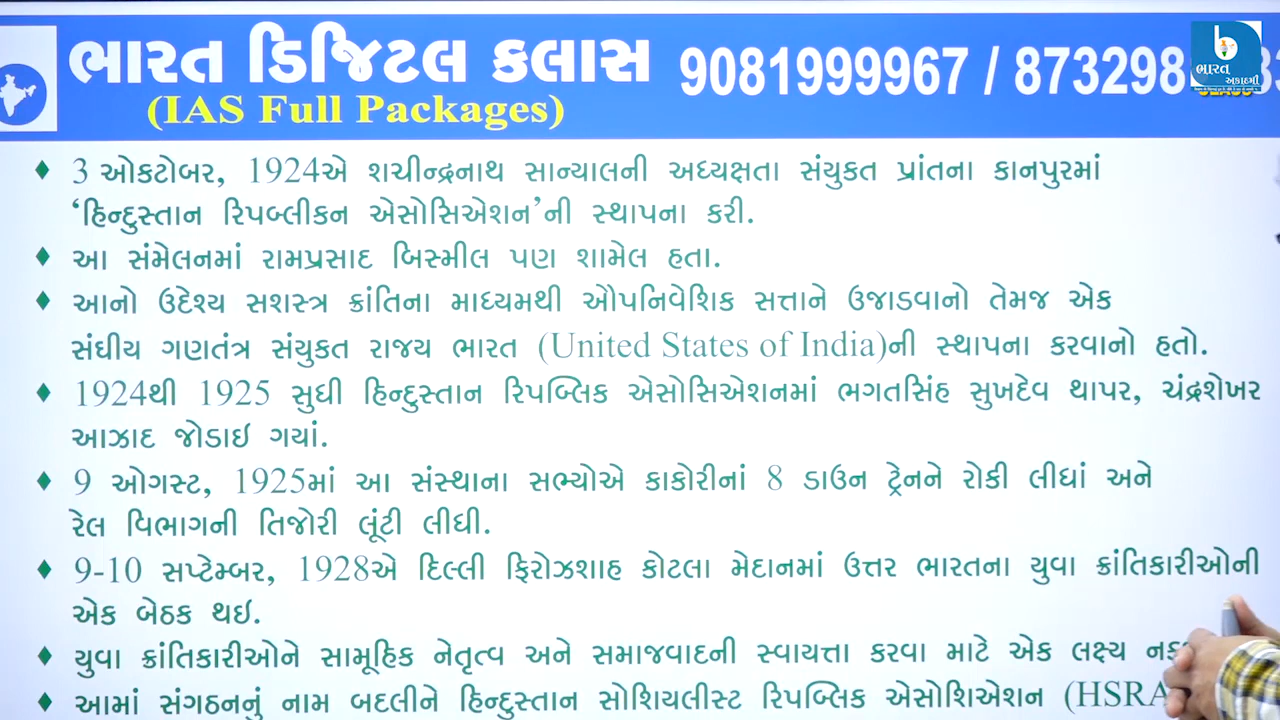 ભારત ડિજિટલ કલાસ
(IAS Full Packages)
9081999967 / 873298
ભારત
અકાદમી
♦ 3 ઓકટોબર, 1924એ શચીન્દ્રનાથ સાન્યાલની અધ્યક્ષતા સંયુકત પ્રાંતના કાનપુરમાં
‘હિન્દુસ્તાન રિપબ્લીકન એસોસિએશન’ની સ્થાપના કરી.
♦ આ સંમેલનમાં રામપ્રસાદ બિસ્મીલ પણ શામેલ હતા.
♦ આનો ઉદેશ્ય સશસ્ત્ર ક્રાંતિના માધ્યમથી ઔપનિવેશિક સત્તાને ઉજાડવાનો તેમજ એક
સંઘીય ગણતંત્ર સંયુકત રાજય ભારત (United States of India)ની સ્થાપના કરવાનો હતો.
♦ 1924થી 1925 સુધી હિન્દુસ્તાન રિપબ્લિક એસોસિએશનમાં ભગતસિંહ સુખદેવ થાપર, ચંદ્રશેખર
આઝાદ જોડાઇ ગયાં.
♦ 9 ઓગસ્ટ, 1925માં આ સંસ્થાના સભ્યોએ કાકોરીનાં 8 ડાઉન ટ્રેનને રોકી લીધાં અને
રેલ વિભાગની તિજોરી લૂંટી લીધી.
♦ 9-10 સપ્ટેમ્બર, 1928એ દિલ્લી ફિરોઝશાહ કોટલા મેદાનમાં ઉત્તર ભારતના યુવા ક્રાંતિકારીઓની
એક બેઠક થઇ.
♦ યુવા ક્રાંતિકારીઓને સામૂહિક નેતૃત્વ અને સમાજવાદની સ્વાયત્તા કરવા માટે એક લક્ષ્ય
♦ આમાં સંગઠનનું નામ બદલીને હિન્દુસ્તાન સોશિયલીસ્ટ રિપબ્લિક એસોશિએશન (HSRA